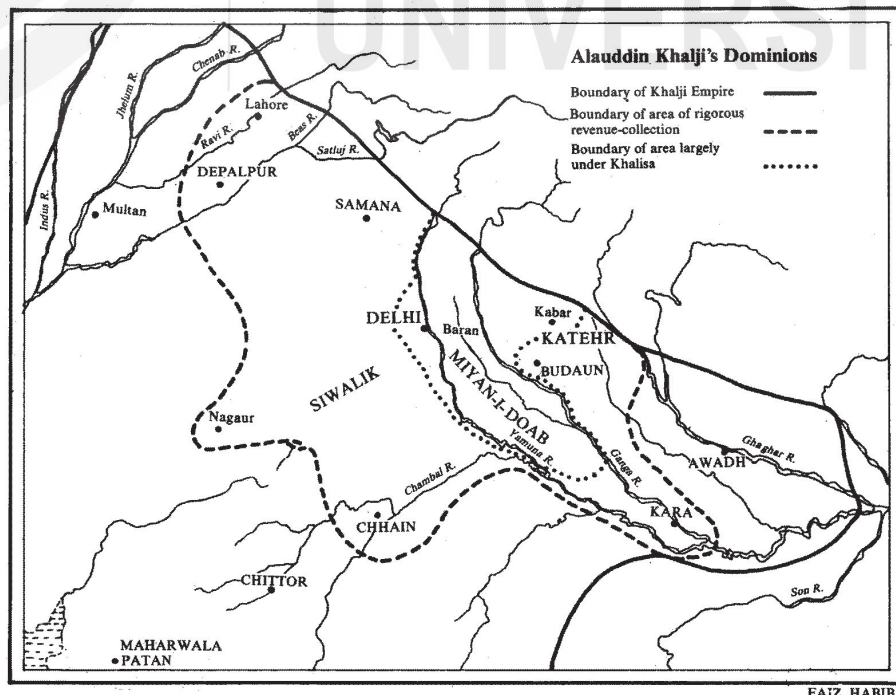 UNIVERSI
Alauddin Khalji's Dominions
Boundary of Khalji Empire
Boundary of area of rigorous
revenue-collection
Boundary of area largely
under Khalisa
Jhelum R.
Chenab R.
Lahore
Ravi R.
Beas R.
Satluj R.
DEPALPUR
Indus R.
Multan
SAMANA
DELHI
Baran
Kabar
KATEHR
BUDAUN
MIYAN-I-DOAB
SIWALIK
Nagaur
Yamuna R.
Ganga R.
Ghaghar R.
AWADH
Chambal R.
CHHAIN
KARA
CHITTOR
Son R.
MAHARWALA
PATAN
FAIZ HABIB